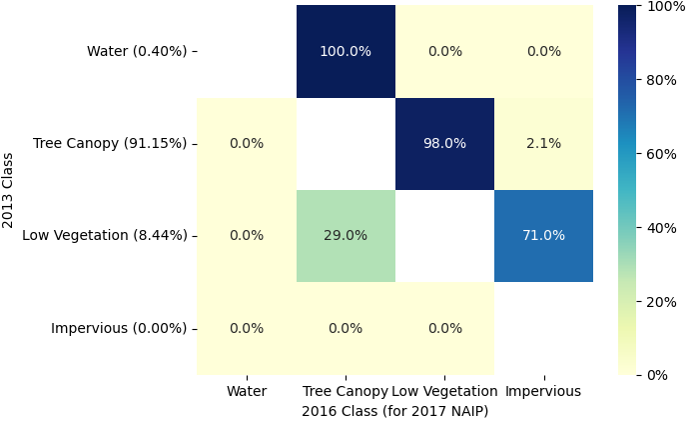 100%
Water (0.40%)
100.0%
0.0%
0.0%
80%
Tree Canopy (91.15%)
0.0%
98.0%
2.1%
60%
2013 Class
Low Vegetation (8.44%)
0.0%
29.0%
71.0%
40%
20%
Impervious (0.00%)
0.0%
0.0%
0.0%
0%
Water
Tree Canopy
Low Vegetation
Impervious
2016 Class (for 2017 NAIP)